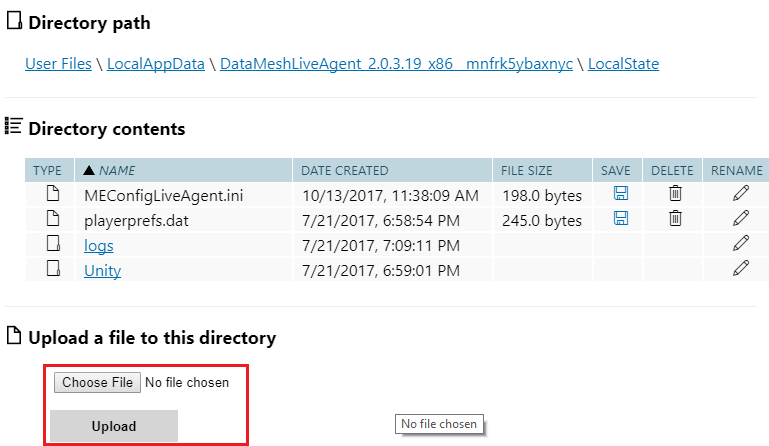 Directory path
User Files \ LocalAppData \ DataMeshLiveAgent_2.0.3.19_x86__mnfrk5ybaxnyc \ LocalState
Directory contents
TYPE NAME DATE CREATED FILE SIZE SAVE DELETE RENAME
MEConfigLiveAgent.ini 10/13/2017, 11:38:09 AM 198.0 bytes
playerprefs.dat 7/21/2017, 6:58:54 PM 245.0 bytes
logs 7/21/2017, 7:09:11 PM
Unity 7/21/2017, 6:59:01 PM
Upload a file to this directory
Choose File No file chosen
Upload
No file chosen